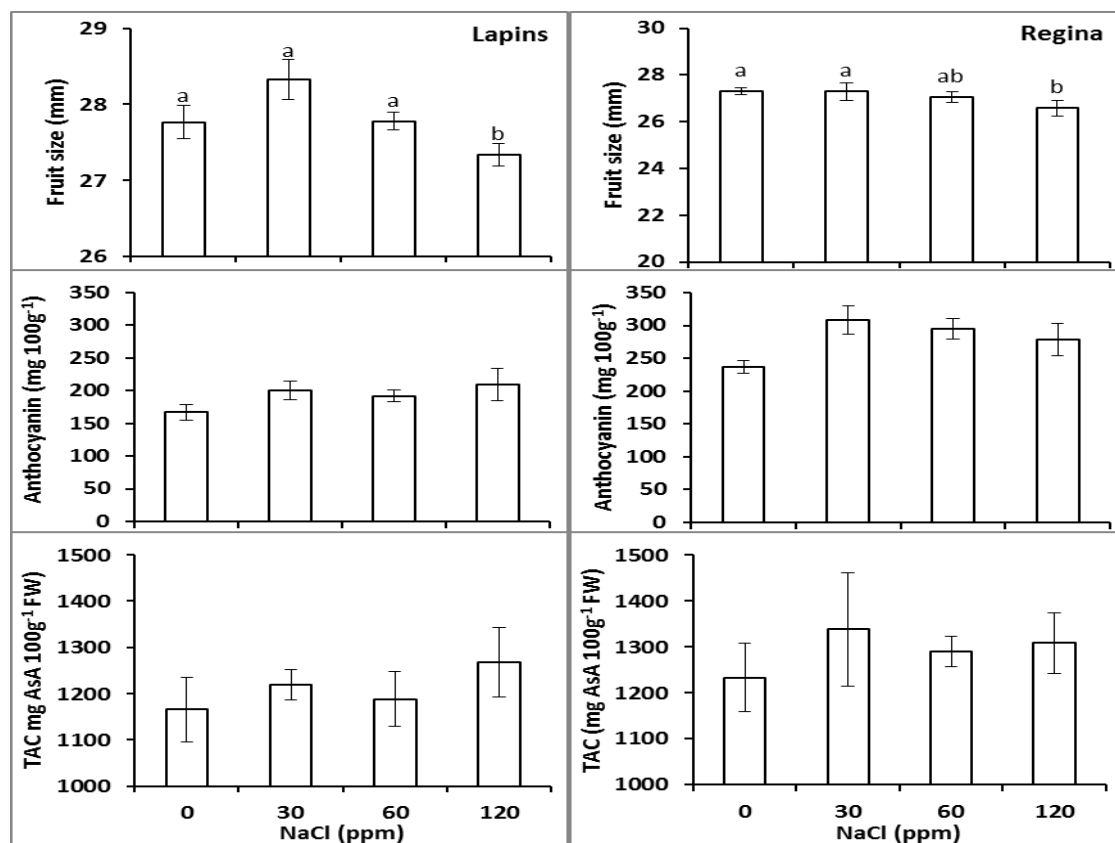 Lapins
Fruit size (mm)
29
28
27
26
a
a
a
b
Regina
Fruit size (mm)
30
28
26
24
22
20
a
a
ab
b
Anthocyanin (mg 100g⁻¹)
350
300
250
200
150
100
50
0
Anthocyanin (mg 100g⁻¹)
350
300
250
200
150
100
50
0
TAC mg AsA 100g⁻¹ FW)
1500
1400
1300
1200
1100
1000
0 30 60 120
NaCl (ppm)
TAC (mg AsA 100g⁻¹ FW)
1500
1400
1300
1200
1100
1000
0 30 60 120
NaCl (ppm)